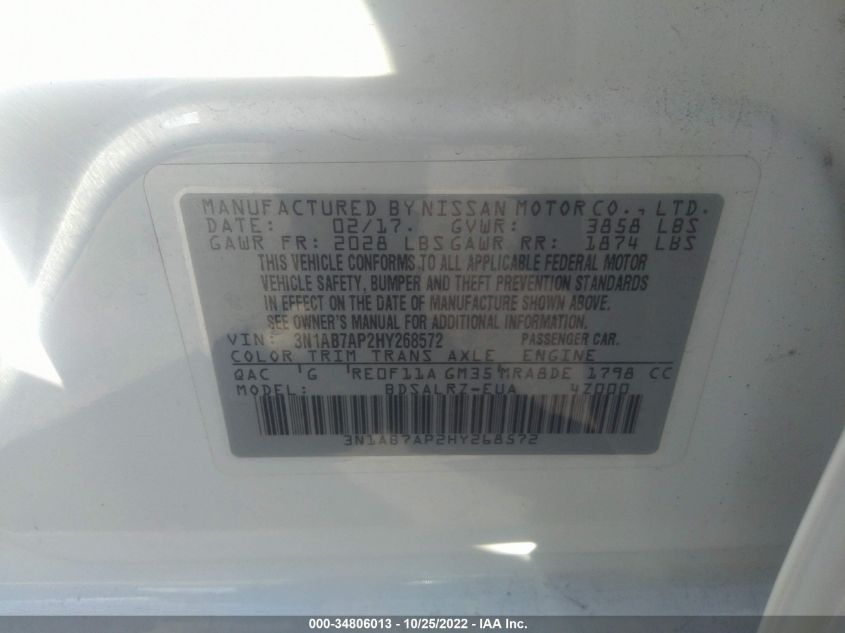 MANUFACTURED BY NISSAN MOTOR CO., LTD.
DATE: 02/17. GVWR: 3858 LBS
GAWR FR: 2028 LBS GAWR RR: 1874 LBS
THIS VEHICLE CONFORMS TO ALL APPLICABLE FEDERAL MOTOR
VEHICLE SAFETY, BUMPER AND THEFT PREVENTION STANDARDS
IN EFFECT ON THE DATE OF MANUFACTURE SHOWN ABOVE.
SEE OWNER'S MANUAL FOR ADDITIONAL INFORMATION.
VIN: 3N1AB7AP2HY268572 PASSENGER CAR.
COLOR TRIM TRANS AXLE ENGINE
QAC 'G 'RE0F11A GM35 'MRA8DE 1798 CC
MODEL: BDSALRZ-EUA 4Z000
3N1AB7AP2HY268572
000-34806013 - 10/25/2022 - IAA Inc.